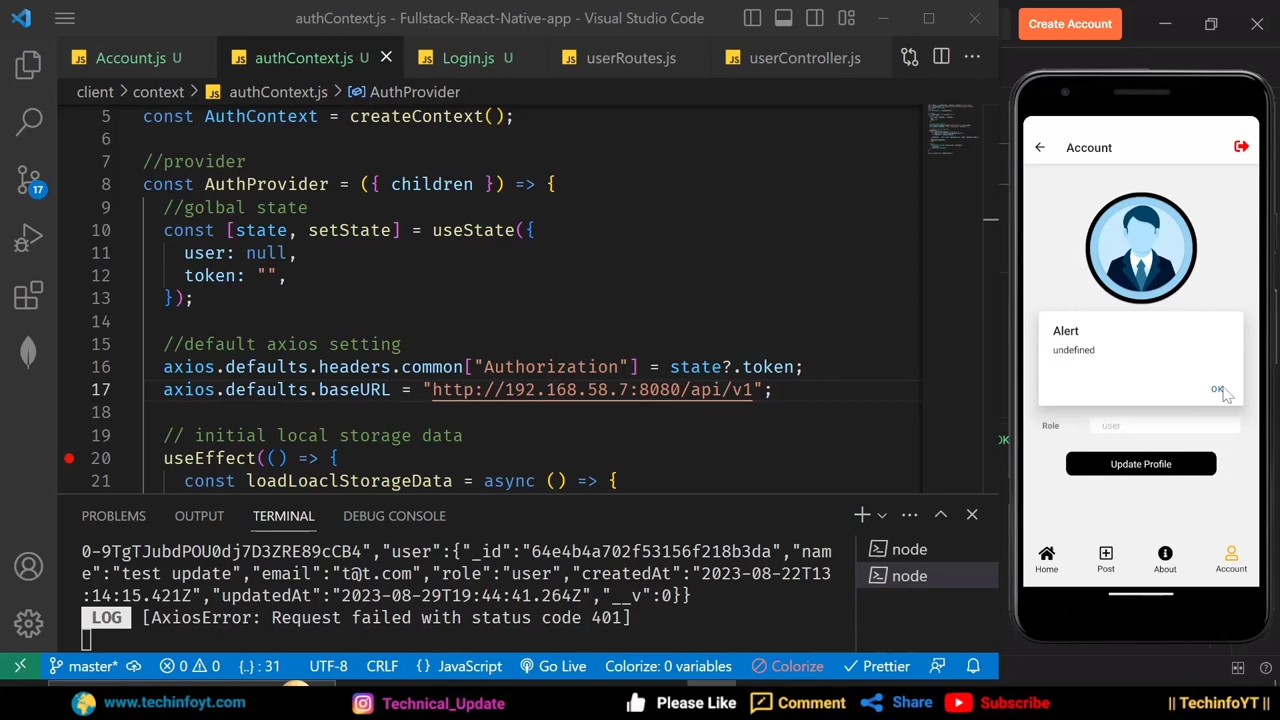 authContext.js - Fullstack-React-Native-app - Visual Studio Code
Create Account
Account.js U
authContext.js U
Login.js U
userRoutes.js
userController.js
client > context > authContext.js > AuthProvider
5 const AuthContext = createContext();
6
7 //provider
8 const AuthProvider = ({ children }) => {
9 //golbal state
10 const [state, setState] = useState({
11 user: null,
12 token: "",
13 });
14
15 //default axios setting
16 axios.defaults.headers.common["Authorization"] = state?.token;
17 axios.defaults.baseURL = "http://192.168.58.7:8080/api/v1";
18
19 // initial local storage data
20 useEffect(() => {
21 const loadLoaclStorageData = async () => {
17
PROBLEMS
OUTPUT
TERMINAL
DEBUG CONSOLE
0-9TgTJubdPOU0dj7D3ZRE89cCB4","user":{"_id":"64e4b4a702f53156f218b3da","nam
e":"test update","email":"t@t.com","role":"user","createdAt":"2023-08-22T13
:14:15.421Z","updatedAt":"2023-08-29T19:44:41.264Z","__v":0}}
LOG [AxiosError: Request failed with status code 401]
node
node
master*
0 0
{..} : 31
UTF-8
CRLF
{} JavaScript
Go Live
Colorize: 0 variables
Colorize
Prettier
OK
Account
Alert
undefined
OK
Role
user
Update Profile
Home
Post
About
Account
www.techinfoyt.com
Technical_Update
Please Like
Comment
Share
Subscribe
|| TechinfoYT ||